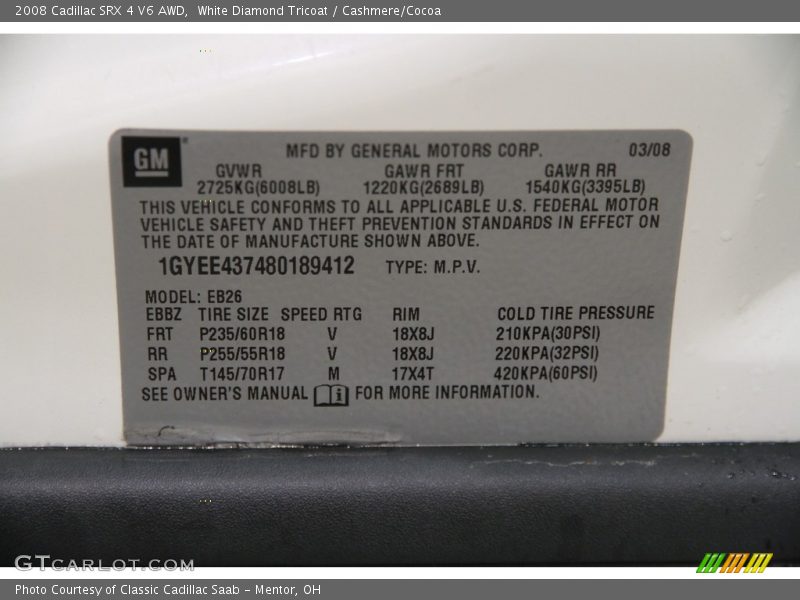 2008 Cadillac SRX 4 V6 AWD, White Diamond Tricoat / Cashmere/Cocoa
GM MFD BY GENERAL MOTORS CORP. 03/08
GVWR GAWR FRT GAWR RR
2725KG(6008LB) 1220KG(2689LB) 1540KG(3395LB)
THIS VEHICLE CONFORMS TO ALL APPLICABLE U.S. FEDERAL MOTOR
VEHICLE SAFETY AND THEFT PREVENTION STANDARDS IN EFFECT ON
THE DATE OF MANUFACTURE SHOWN ABOVE.
1GYEE437480189412 TYPE: M.P.V.
MODEL: EB26
EBBZ TIRE SIZE SPEED RTG RIM COLD TIRE PRESSURE
FRT P235/60R18 V 18X8J 210KPA(30PSI)
RR P255/55R18 V 18X8J 220KPA(32PSI)
SPA T145/70R17 M 17X4T 420KPA(60PSI)
SEE OWNER'S MANUAL i FOR MORE INFORMATION.
GTCARLOT.COM
Photo Courtesy of Classic Cadillac Saab - Mentor, OH